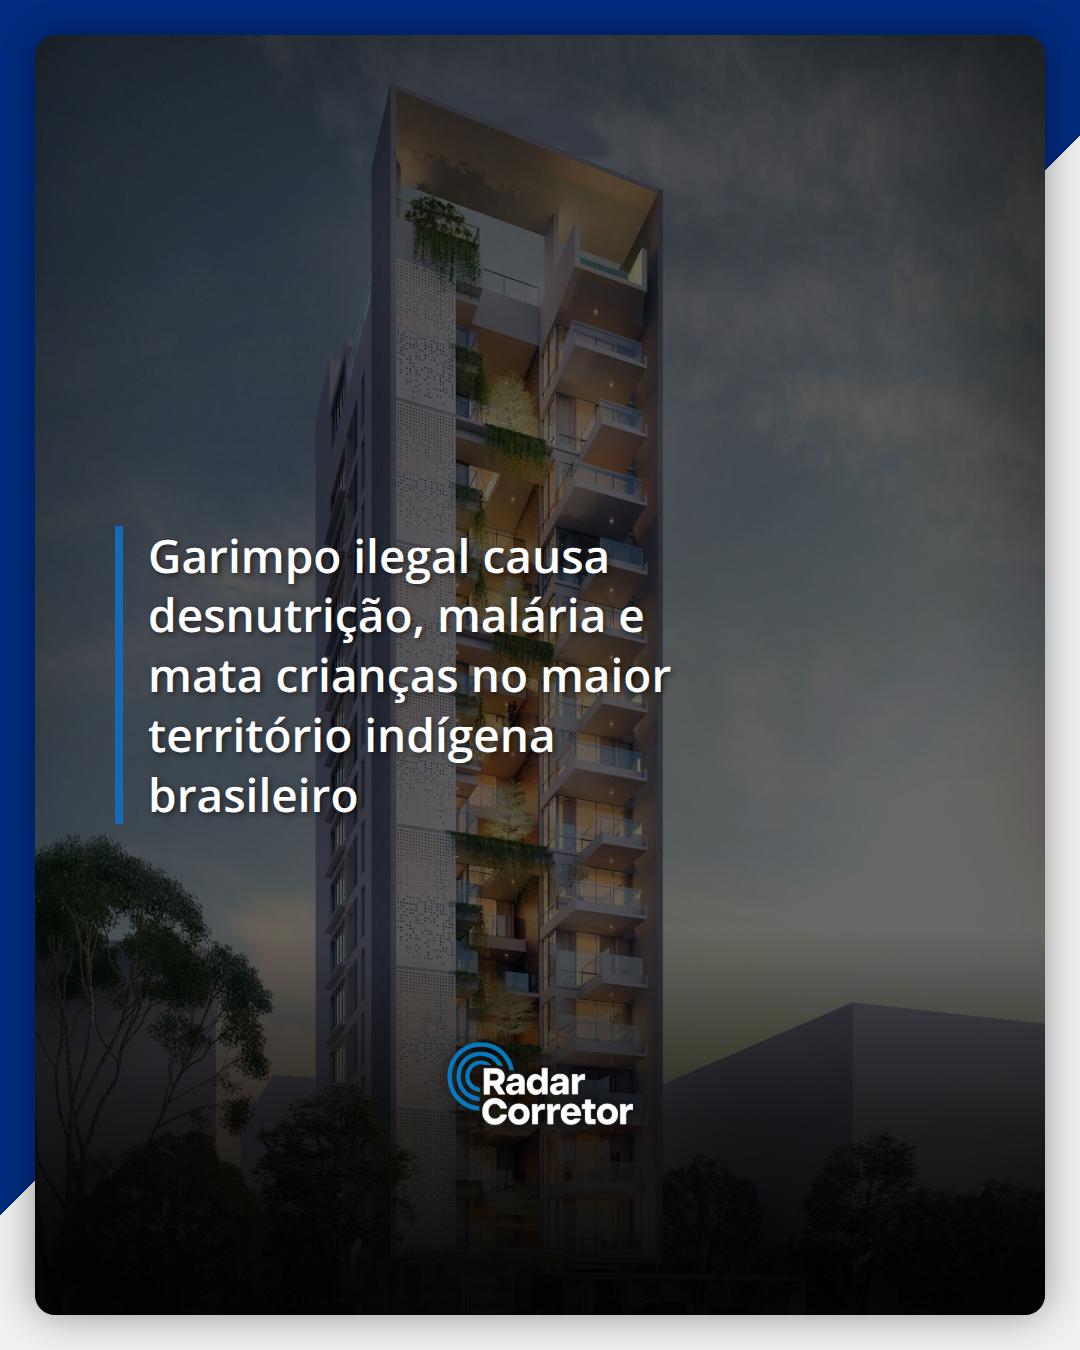 Garimpo ilegal causa
desnutrição, malária e
mata crianças no maior
território indígena
brasileiro
Radar
Corretor